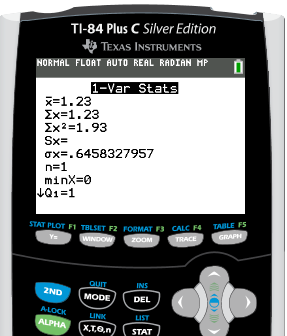 TI-84 Plus C Silver Edition
TEXAS INSTRUMENTS
NORMAL FLOAT AUTO REAL RADIAN MP
1-Var Stats
x̄=1.23
Σx=1.23
Σx²=1.93
Sx=
σx=.6458327957
n=1
minX=0
↓Q₁=1
STAT PLOT F1 TBLSET F2 FORMAT F3 CALC F4 TABLE F5
Y= WINDOW ZOOM TRACE GRAPH
QUIT INS
2ND MODE DEL
A-LOCK LINK LIST
ALPHA X,T,θ,n STAT